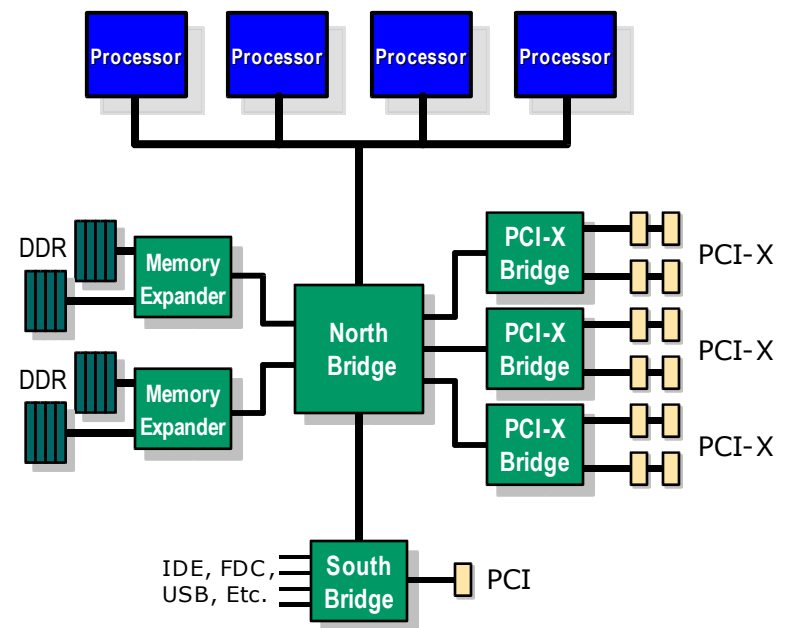 Processor
Processor
Processor
Processor
DDR
Memory
Expander
DDR
Memory
Expander
North
Bridge
PCI-X
Bridge
PCI-X
PCI-X
Bridge
PCI-X
PCI-X
Bridge
PCI-X
IDE, FDC,
USB, Etc.
South
Bridge
PCI